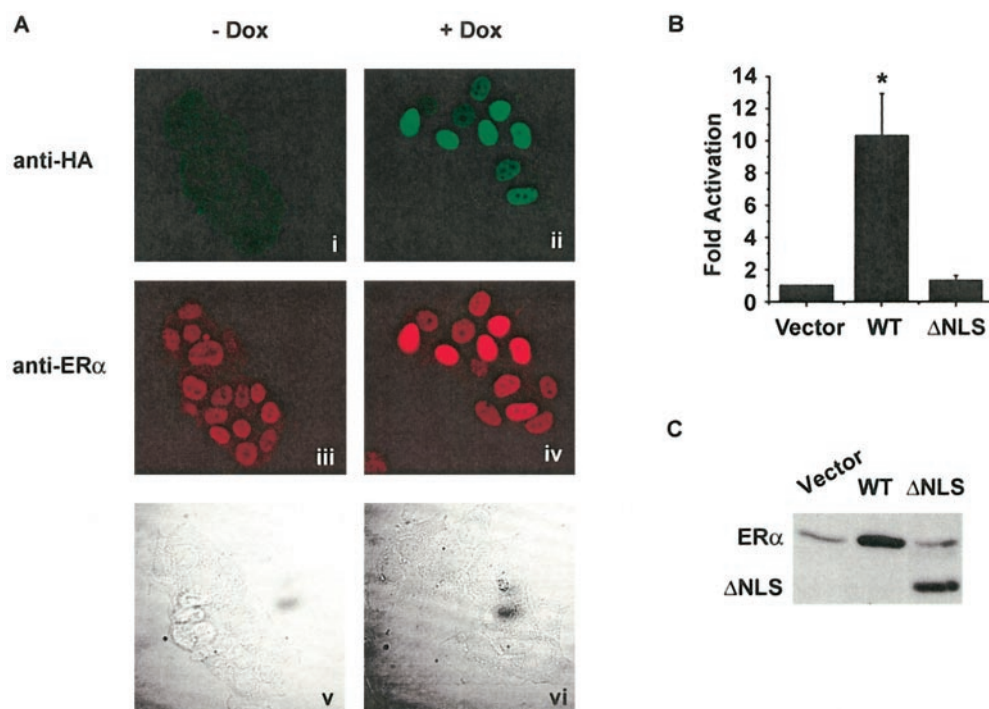 A
- Dox
+ Dox
anti-HA
i
ii
anti-ERα
iii
iv
v
vi
B
Fold Activation
14
12
10
8
6
4
2
0
*
Vector
WT
ΔNLS
C
Vector
WT
ΔNLS
ERα
ΔNLS